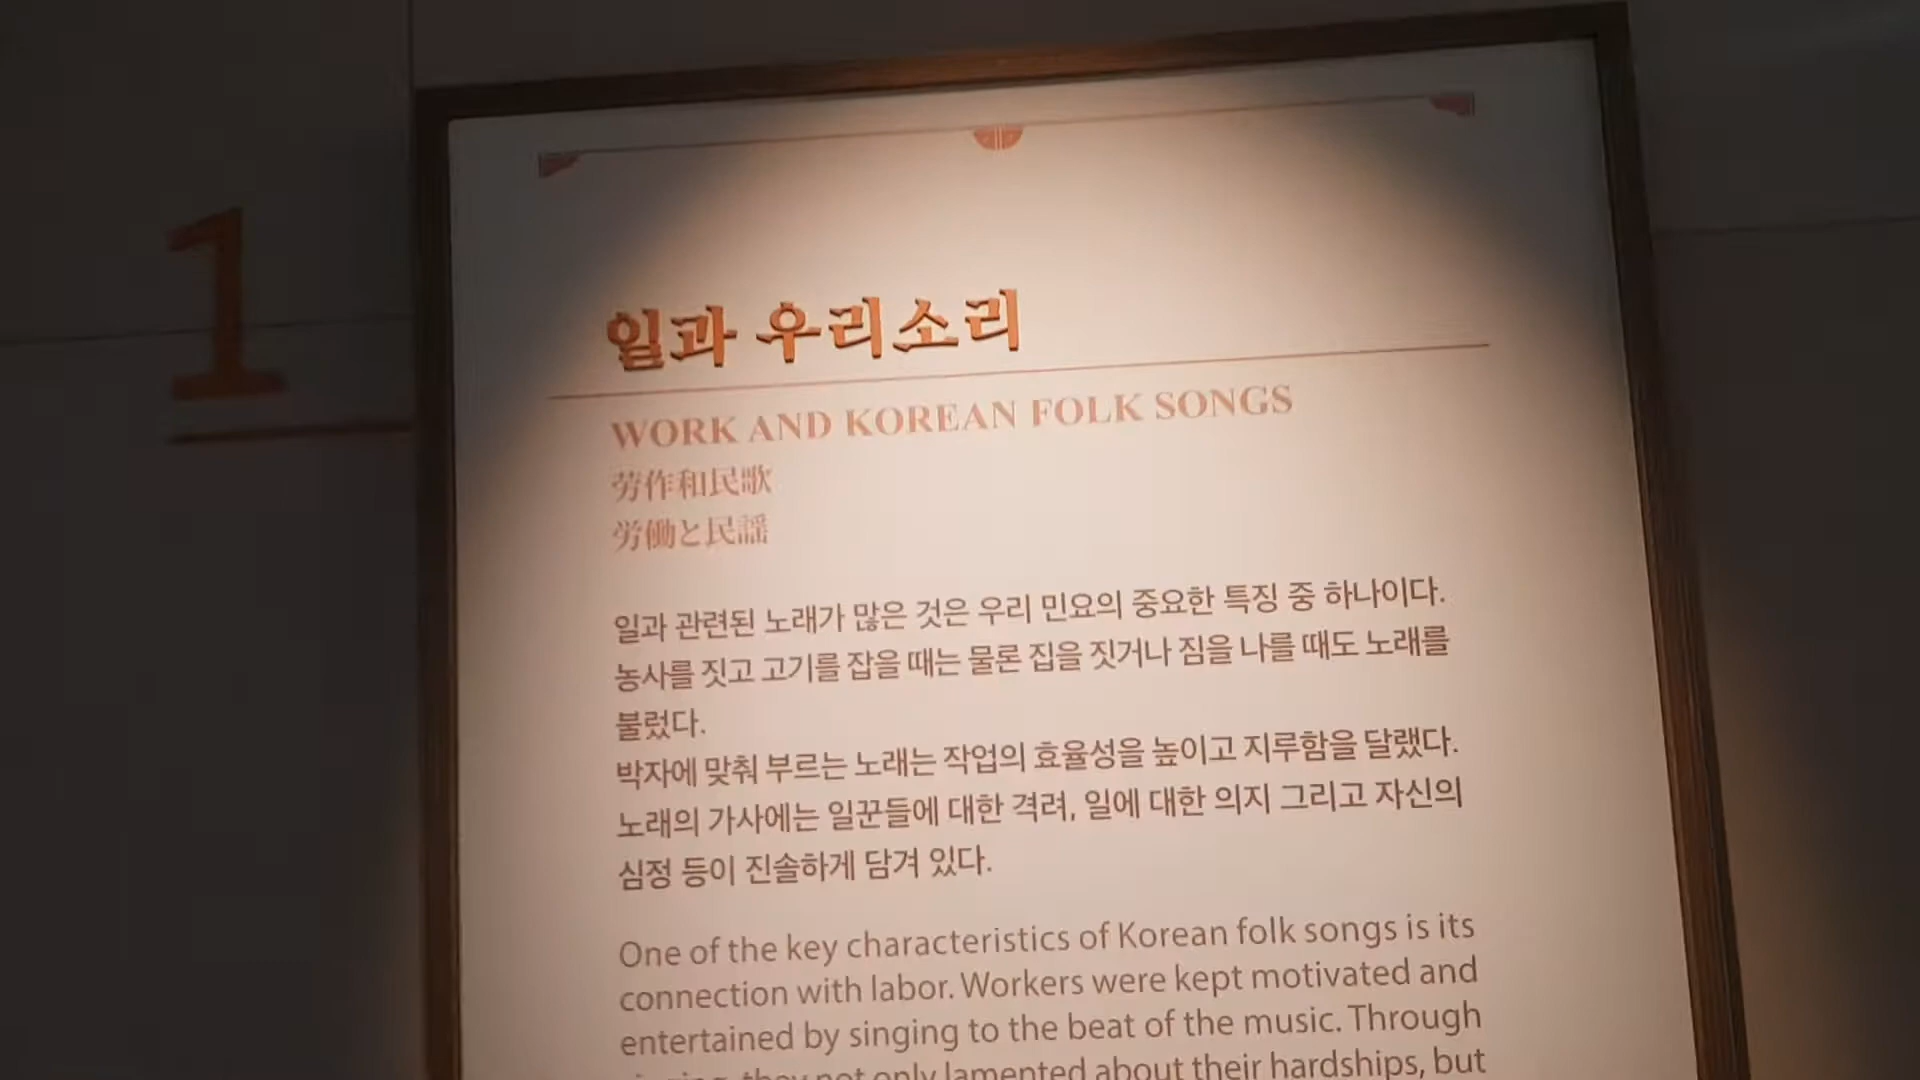 1
일과 우리소리
WORK AND KOREAN FOLK SONGS
劳作和民歌
労働と民謡
일과 관련된 노래가 많은 것은 우리 민요의 중요한 특징 중 하나이다.
농사를 짓고 고기를 잡을 때는 물론 집을 짓거나 짐을 나를 때도 노래를
불렀다.
박자에 맞춰 부르는 노래는 작업의 효율성을 높이고 지루함을 달랬다.
노래의 가사에는 일꾼들에 대한 격려, 일에 대한 의지 그리고 자신의
심정 등이 진솔하게 담겨 있다.
One of the key characteristics of Korean folk songs is its
connection with labor. Workers were kept motivated and
entertained by singing to the beat of the music. Through
they not only lamented about their hardships, but